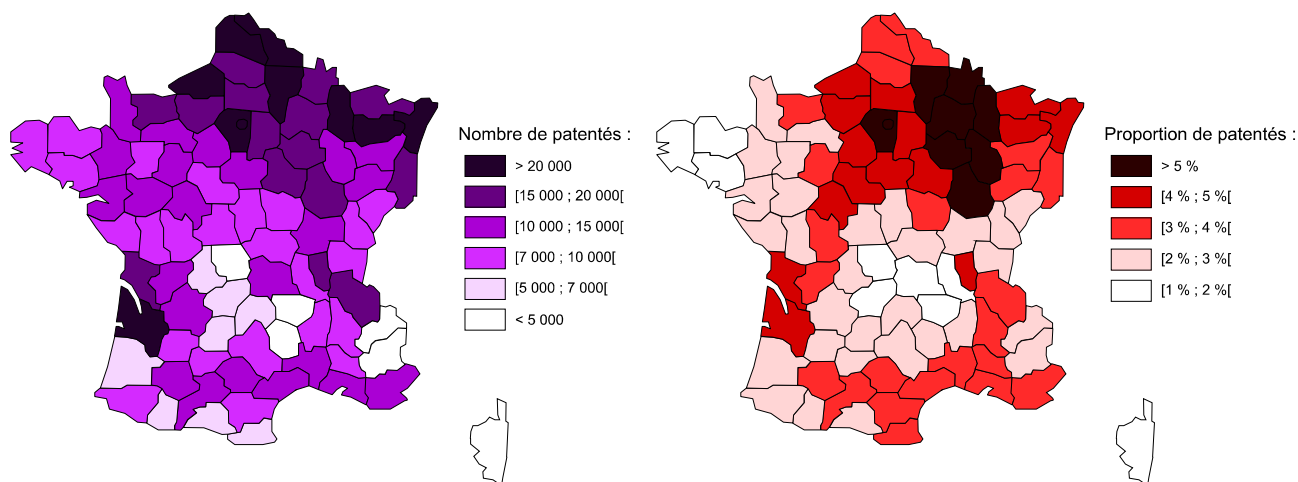 Nombre de patentés :
> 20 000
[15 000 ; 20 000[
[10 000 ; 15 000[
[7 000 ; 10 000[
[5 000 ; 7 000[
< 5 000
Proportion de patentés :
> 5 %
[4 % ; 5 %[
[3 % ; 4 %[
[2 % ; 3 %[
[1 % ; 2 %[